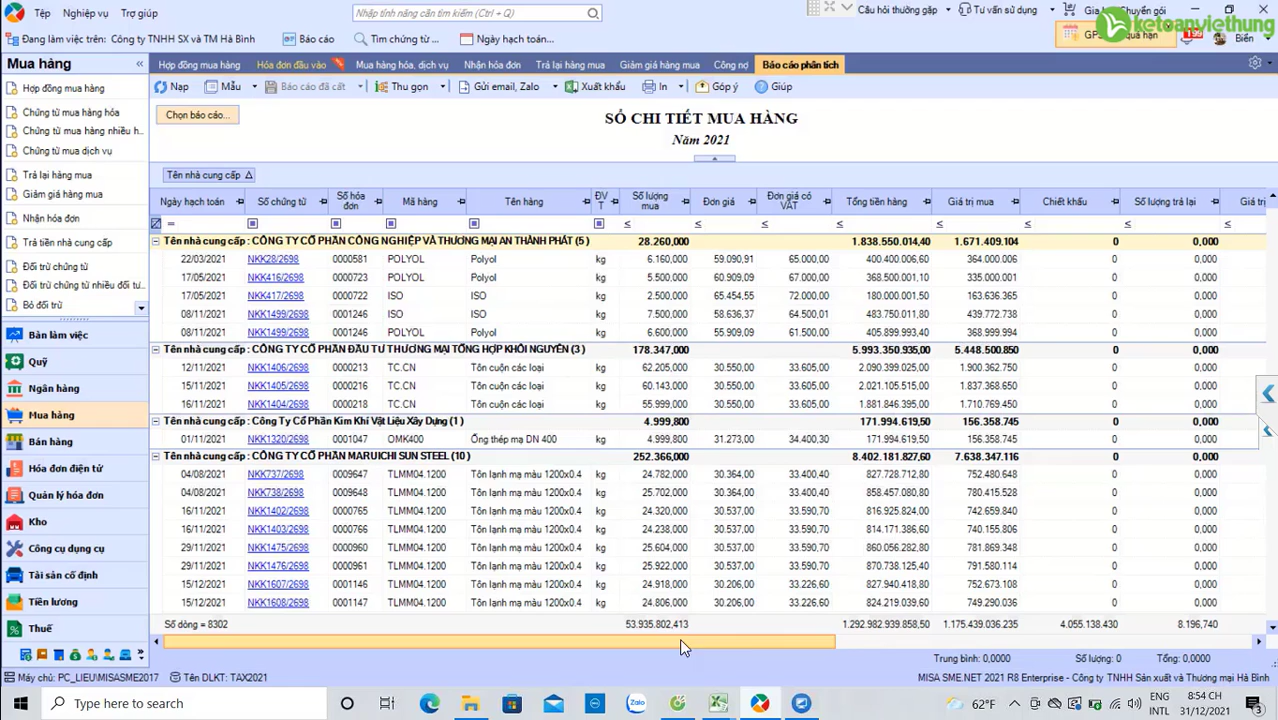 Tệp Nghiệp vụ Trợ giúp Nhập tính năng cần tìm kiếm (Ctrl + Q) Câu hỏi thường gặp Tư vấn sử dụng
ketoanviethung
Đang làm việc trên: Công ty TNHH SX và TM Hà Bình Báo cáo Tìm chứng từ ... Ngày hạch toán... 199 Biển
Mua hàng «
Hợp đồng mua hàng Hóa đơn đầu vào Mua hàng hóa, dịch vụ Nhận hóa đơn Trả lại hàng mua Giảm giá hàng mua Công nợ Báo cáo phân tích
Nạp Mẫu Báo cáo đã cất Thu gọn Gửi email, Zalo Xuất khẩu In Góp ý Giúp
Hợp đồng mua hàng
Chứng từ mua hàng hóa
Chứng từ mua hàng nhiều h...
Chứng từ mua dịch vụ
Trả lại hàng mua
Giảm giá hàng mua
Nhận hóa đơn
Trả tiền nhà cung cấp
Đối trừ chứng từ
Đối trừ chứng từ nhiều đối tư...
Bỏ đối trừ
Bàn làm việc
Quỹ
Ngân hàng
Mua hàng
Bán hàng
Hóa đơn điện tử
Quản lý hóa đơn
Kho
Công cụ dụng cụ
Tài sản cố định
Tiền lương
Thuế
Chọn báo cáo...
SỔ CHI TIẾT MUA HÀNG
Năm 2021
Tên nhà cung cấp
Ngày hạch toán Số chứng từ Số hóa đơn Mã hàng Tên hàng ĐVT Số lượng mua Đơn giá Đơn giá có VAT Tổng tiền hàng Giá trị mua Chiết khấu Số lượng trả lại Giá trị
= ≤ ≤ ≤ ≤ ≤ ≤ ≤ ≤
Tên nhà cung cấp : CÔNG TY CỔ PHẦN CÔNG NGHIỆP VÀ THƯƠNG MẠI AN THÀNH PHÁT (5 ) 28.260,000 1.838.550.014,40 1.671.409.104 0 0,000
22/03/2021 NKK28/2698 0000581 POLYOL Polyol kg 6.160,000 59.090,91 65.000,00 400.400.006,60 364.000.006 0 0,000
17/05/2021 NKK416/2698 0000723 POLYOL Polyol kg 5.500,000 60.909,09 67.000,00 368.500.001,10 335.000.001 0 0,000
17/05/2021 NKK417/2698 0000722 ISO ISO kg 2.500,000 65.454,55 72.000,00 180.000.001,50 163.636.365 0 0,000
08/11/2021 NKK1499/2698 0001246 ISO ISO kg 7.500,000 58.636,37 64.500,01 483.750.011,80 439.772.738 0 0,000
08/11/2021 NKK1499/2698 0001246 POLYOL Polyol kg 6.600,000 55.909,09 61.500,00 405.899.993,40 368.999.994 0 0,000
Tên nhà cung cấp : CÔNG TY CỔ PHẦN ĐẦU TƯ THƯƠNG MẠI TỔNG HỢP KHÔI NGUYÊN (3 ) 178.347,000 5.993.350.935,00 5.448.500.850 0 0,000
12/11/2021 NKK1406/2698 0000213 TC.CN Tôn cuộn các loại kg 62.205,000 30.550,00 33.605,00 2.090.399.025,00 1.900.362.750 0 0,000
15/11/2021 NKK1405/2698 0000216 TC.CN Tôn cuộn các loại kg 60.143,000 30.550,00 33.605,00 2.021.105.515,00 1.837.368.650 0 0,000
16/11/2021 NKK1404/2698 0000218 TC.CN Tôn cuộn các loại kg 55.999,000 30.550,00 33.605,00 1.881.846.395,00 1.710.769.450 0 0,000
Tên nhà cung cấp : Công Ty Cổ Phần Kim Khí Vật Liệu Xây Dựng (1 ) 4.999,800 171.994.619,50 156.358.745 0 0,000
01/11/2021 NKK1320/2698 0001047 OMK400 Ống thép mạ DN 400 kg 4.999,800 31.273,00 34.400,30 171.994.619,50 156.358.745 0 0,000
Tên nhà cung cấp : CÔNG TY CỔ PHẦN MARUICHI SUN STEEL (10 ) 252.366,000 8.402.181.827,60 7.638.347.116 0 0,000
04/08/2021 NKK737/2698 0009647 TLMM04.1200 Tôn lạnh mạ màu 1200x0.4 kg 24.782,000 30.364,00 33.400,40 827.728.712,80 752.480.648 0 0,000
04/08/2021 NKK738/2698 0009648 TLMM04.1200 Tôn lạnh mạ màu 1200x0.4 kg 25.702,000 30.364,00 33.400,40 858.457.080,80 780.415.528 0 0,000
16/11/2021 NKK1402/2698 0000765 TLMM04.1200 Tôn lạnh mạ màu 1200x0.4 kg 24.320,000 30.537,00 33.590,70 816.925.824,00 742.659.840 0 0,000
16/11/2021 NKK1403/2698 0000766 TLMM04.1200 Tôn lạnh mạ màu 1200x0.4 kg 24.238,000 30.537,00 33.590,70 814.171.386,60 740.155.806 0 0,000
29/11/2021 NKK1475/2698 0000960 TLMM04.1200 Tôn lạnh mạ màu 1200x0.4 kg 25.604,000 30.537,00 33.590,70 860.056.282,80 781.869.348 0 0,000
29/11/2021 NKK1476/2698 0000961 TLMM04.1200 Tôn lạnh mạ màu 1200x0.4 kg 25.922,000 30.537,00 33.590,70 870.738.125,40 791.580.114 0 0,000
15/12/2021 NKK1607/2698 0001146 TLMM04.1200 Tôn lạnh mạ màu 1200x0.4 kg 24.918,000 30.206,00 33.226,60 827.940.418,80 752.673.108 0 0,000
15/12/2021 NKK1608/2698 0001147 TLMM04.1200 Tôn lạnh mạ màu 1200x0.4 kg 24.806,000 30.206,00 33.226,60 824.219.039,60 749.290.036 0 0,000
Số dòng = 8302 53.935.802,413 1.292.982.939.858,50 1.175.439.036.235 4.055.138.430 8.196,740
Trung bình: 0,0000 Số lượng: 0 Tổng: 0,0000
Máy chủ: PC_LIEU\MISASME2017 Tên DLKT: TAX2021 MISA SME.NET 2021 R8 Enterprise - Công ty TNHH Sản xuất và Thương mại Hà Bình
Type here to search 62°F ENG INTL 8:54 CH 31/12/2021 3